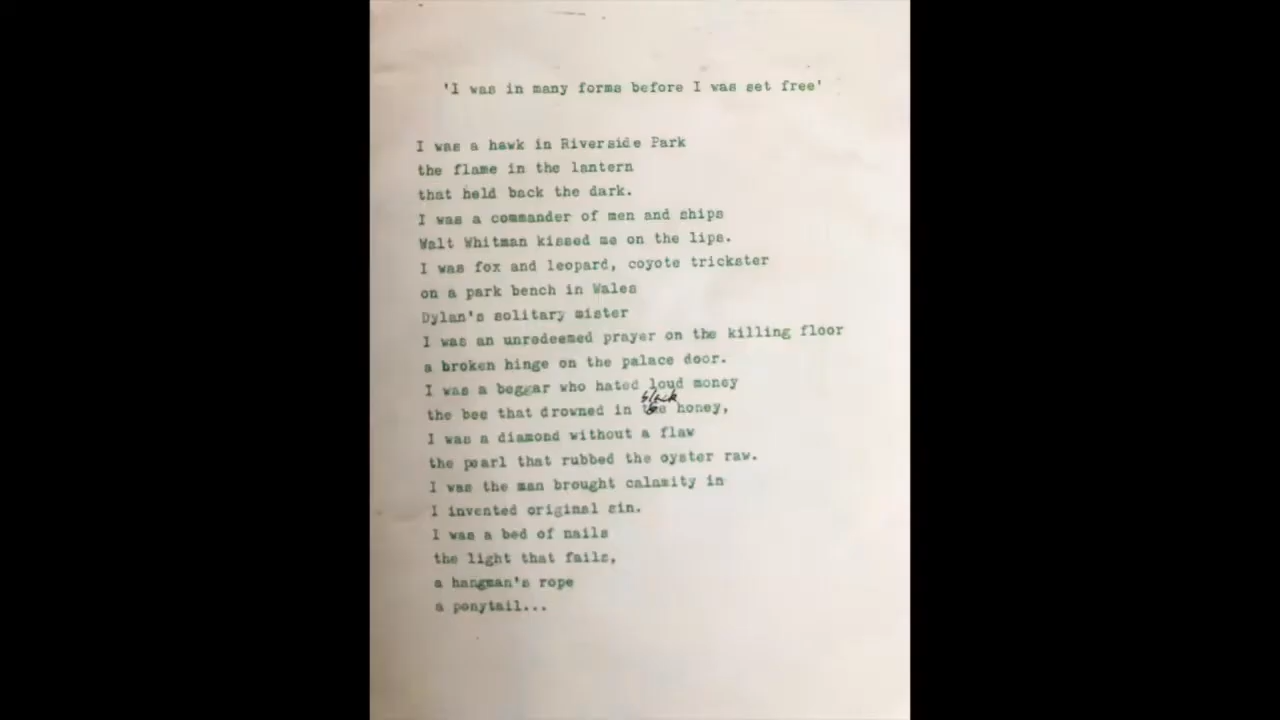 'I was in many forms before I was set free'
I was a hawk in Riverside Park
the flame in the lantern
that held back the dark.
I was a commander of men and ships
Walt Whitman kissed me on the lips.
I was fox and leopard, coyote trickster
on a park bench in Wales
Dylan's solitary mister
I was an unredeemed prayer on the killing floor
a broken hinge on the palace door.
I was a beggar who hated loud money
black
the bee that drowned in the honey,
I was a diamond without a flaw
the pearl that rubbed the oyster raw.
I was the man brought calamity in
I invented original sin.
I was a bed of nails
the light that fails,
a hangman's rope
a ponytail...